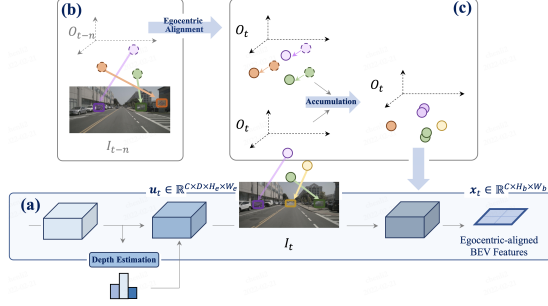 (b)
O_{t−n}
I_{t−n}
Egocentric
Alignment
(c)
O_t
O_t
Accumulation
O_t
(a)
u_t ∈ ℝ^{C×D×H_e×W_e}
I_t
x_t ∈ ℝ^{C×H_b×W_b}
Depth Estimation
Egocentric-aligned
BEV Features